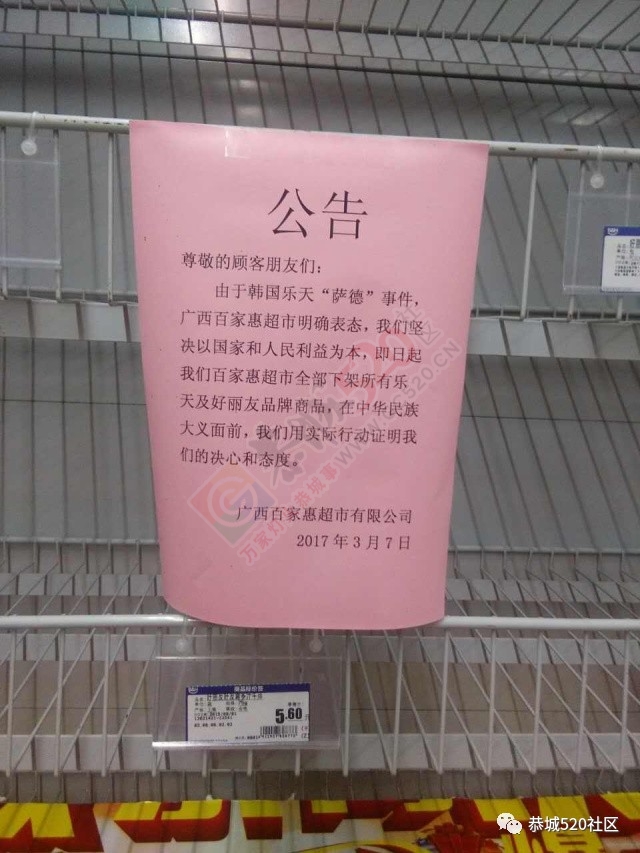 公告
尊敬的顾客朋友们：
由于韩国乐天“萨德”事件，
广西百家惠超市明确表态，我们坚
决以国家和人民利益为本，即日起
我们百家惠超市全部下架所有乐
天及好丽友品牌商品，在中华民族
大义面前，我们用实际行动证明我
们的决心和态度。
广西百家惠超市有限公司
2017年3月7日
商品标价签
5.60
恭城520社区